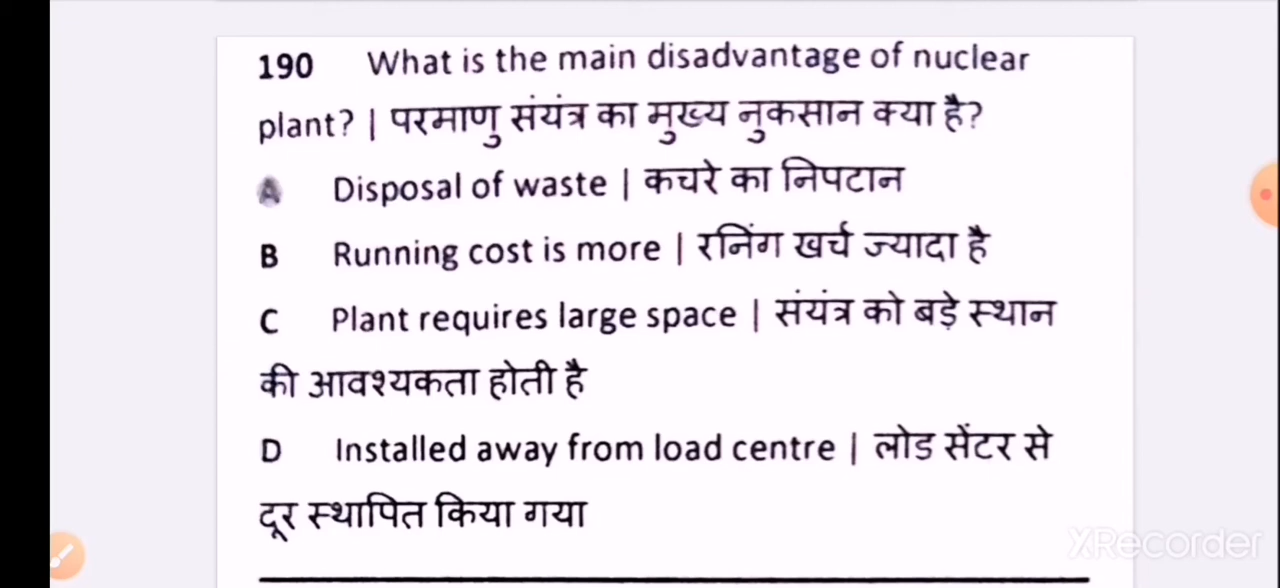 190 What is the main disadvantage of nuclear
plant? | परमाणु संयंत्र का मुख्य नुकसान क्या है?
A Disposal of waste | कचरे का निपटान
B Running cost is more | रनिंग खर्च ज्यादा है
C Plant requires large space | संयंत्र को बड़े स्थान
की आवश्यकता होती है
D Installed away from load centre | लोड सेंटर से
दूर स्थापित किया गया
XRecorder